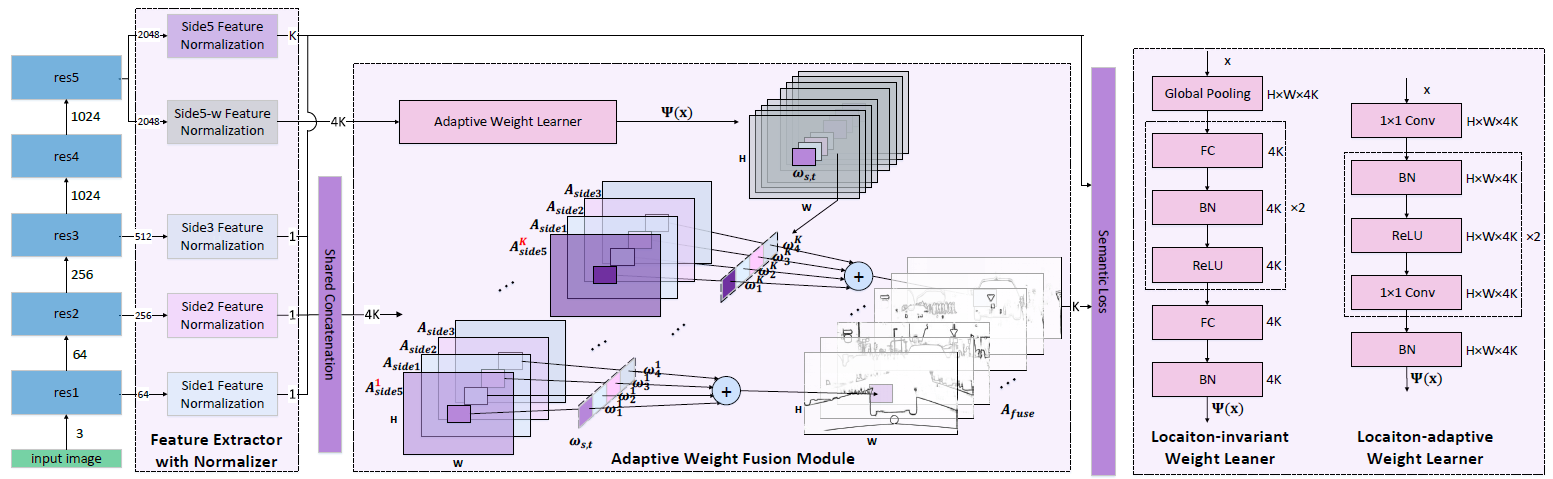 res5
1024
res4
1024
res3
256
res2
64
res1
3
input image
2048
Side5 Feature
Normalization
K
2048
Side5-w Feature
Normalization
4K
512
Side3 Feature
Normalization
1
256
Side2 Feature
Normalization
1
64
Side1 Feature
Normalization
1
Feature Extractor
with Normalizer
Shared Concatenation
4K
Adaptive Weight Learner
Ψ(x)
H
W
ω_{s,t}
A_{side3}
A_{side2}
A_{side1}
A^K_{side5}
ω^K_4
ω^K_3
ω^K_2
ω^K_1
+
...
...
...
A_{side3}
A_{side2}
A_{side1}
A^1_{side5}
H
W
ω^1_4
ω^1_3
ω^1_2
ω^1_1
ω_{s,t}
+
H
W
...
A_{fuse}
Adaptive Weight Fusion Module
K
Semantic Loss
x
Global Pooling
H×W×4K
FC
4K
BN
4K
×2
ReLU
4K
FC
4K
BN
4K
Ψ(x)
Locaiton-invariant
Weight Leaner
x
1×1 Conv
H×W×4K
BN
H×W×4K
ReLU
H×W×4K
×2
1×1 Conv
H×W×4K
BN
H×W×4K
Ψ(x)
Locaiton-adaptive
Weight Learner